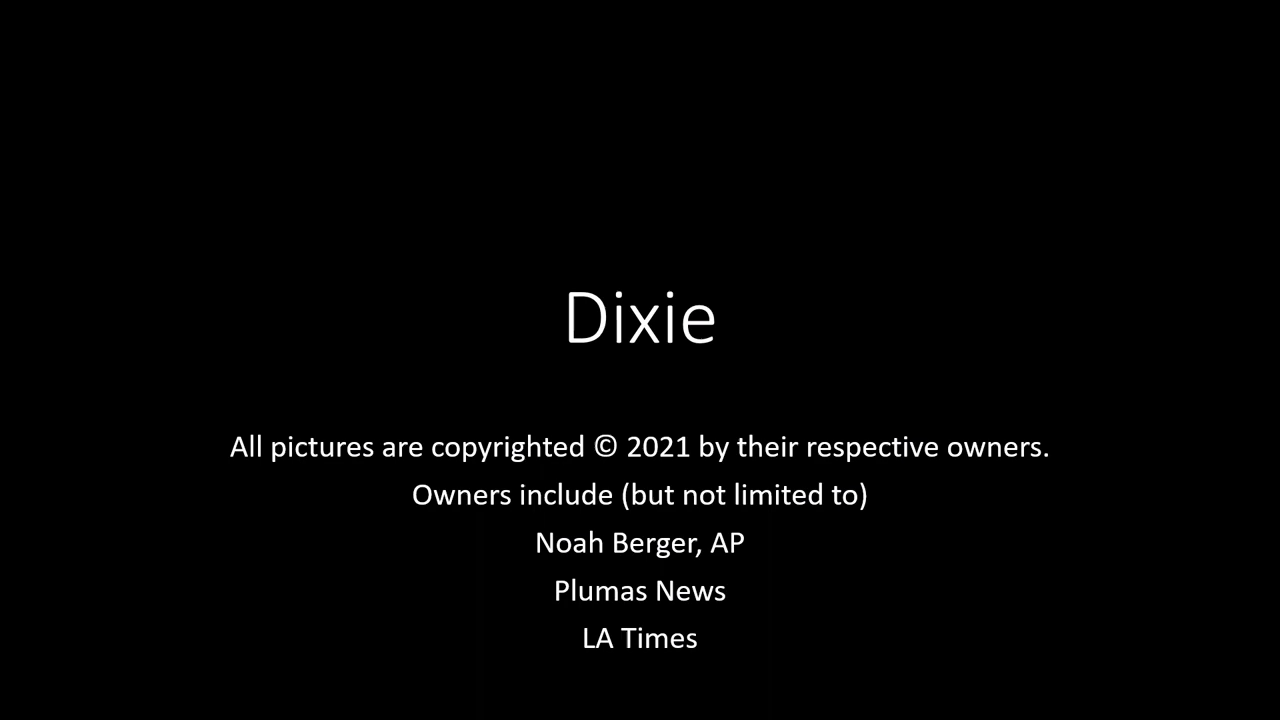 Dixie
All pictures are copyrighted © 2021 by their respective owners.
Owners include (but not limited to)
Noah Berger, AP
Plumas News
LA Times